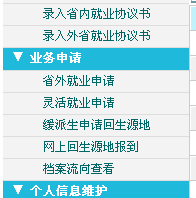 录入省内就业协议书
录入外省就业协议书
▼ 业务申请
省外就业申请
灵活就业申请
缓派生申请回生源地
网上回生源地报到
档案流向查看
▼ 个人信息维护